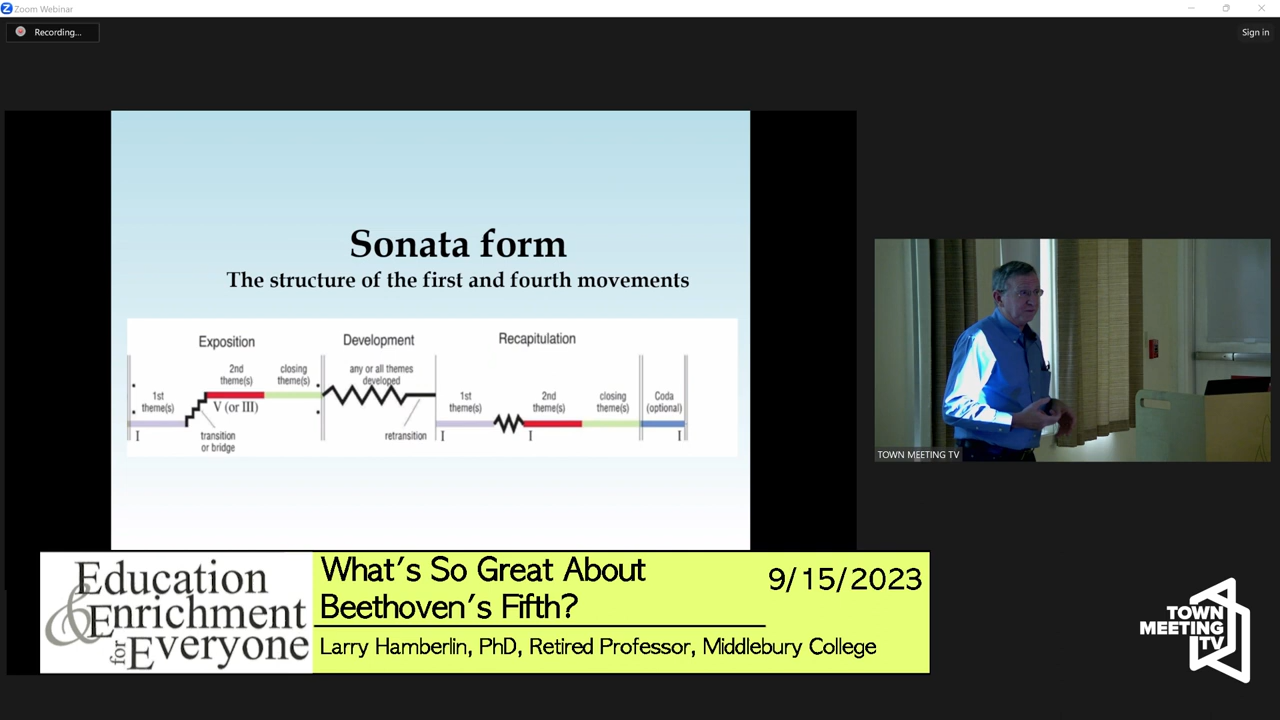 Zoom Webinar
Recording...
Sign in
Sonata form
The structure of the first and fourth movements
Exposition
Development
Recapitulation
2nd
theme(s)
closing
theme(s)
any or all themes
developed
1st
theme(s)
V (or III)
1st
theme(s)
2nd
theme(s)
closing
theme(s)
Coda
(optional)
I
transition
or bridge
retransition
I
I
I
TOWN MEETING TV
Education
& Enrichment
for Everyone
What's So Great About
Beethoven's Fifth?
9/15/2023
Larry Hamberlin, PhD, Retired Professor, Middlebury College
TOWN
MEETING
TV